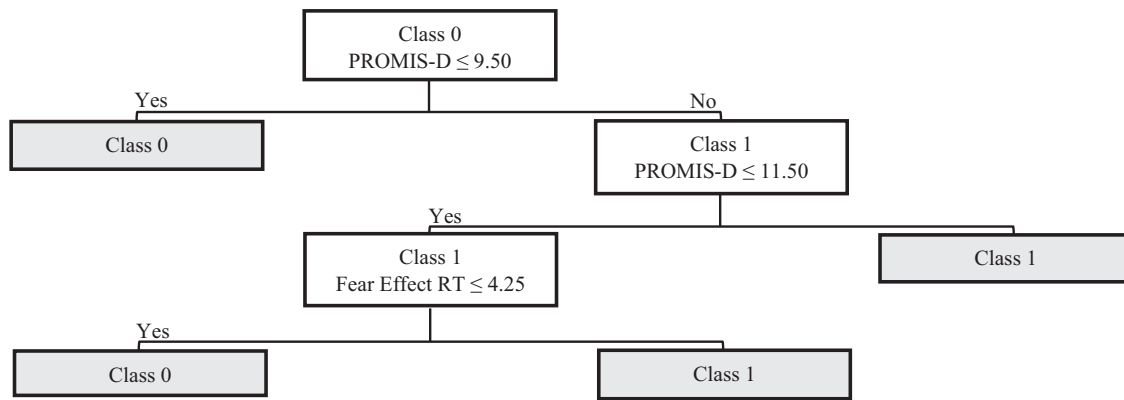 Class 0
PROMIS-D ≤ 9.50
Yes
No
Class 0
Class 1
PROMIS-D ≤ 11.50
Yes
Class 1
Fear Effect RT ≤ 4.25
Class 1
Yes
Class 0
Class 1